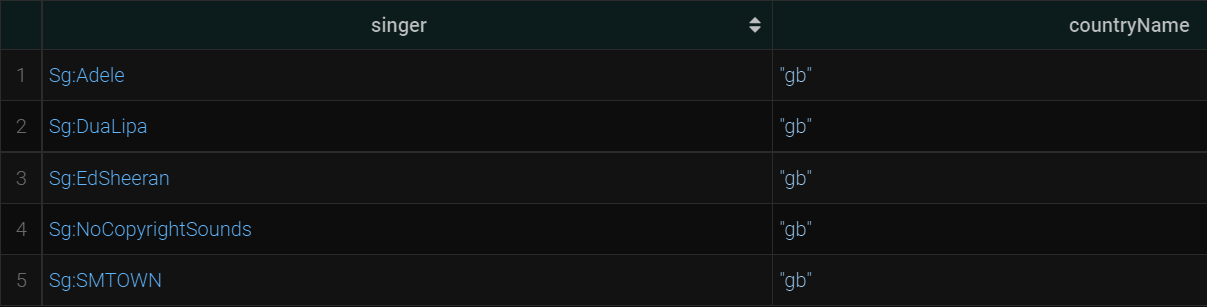 singer countryName
1 Sg:Adele "gb"
2 Sg:DuaLipa "gb"
3 Sg:EdSheeran "gb"
4 Sg:NoCopyrightSounds "gb"
5 Sg:SMTOWN "gb"